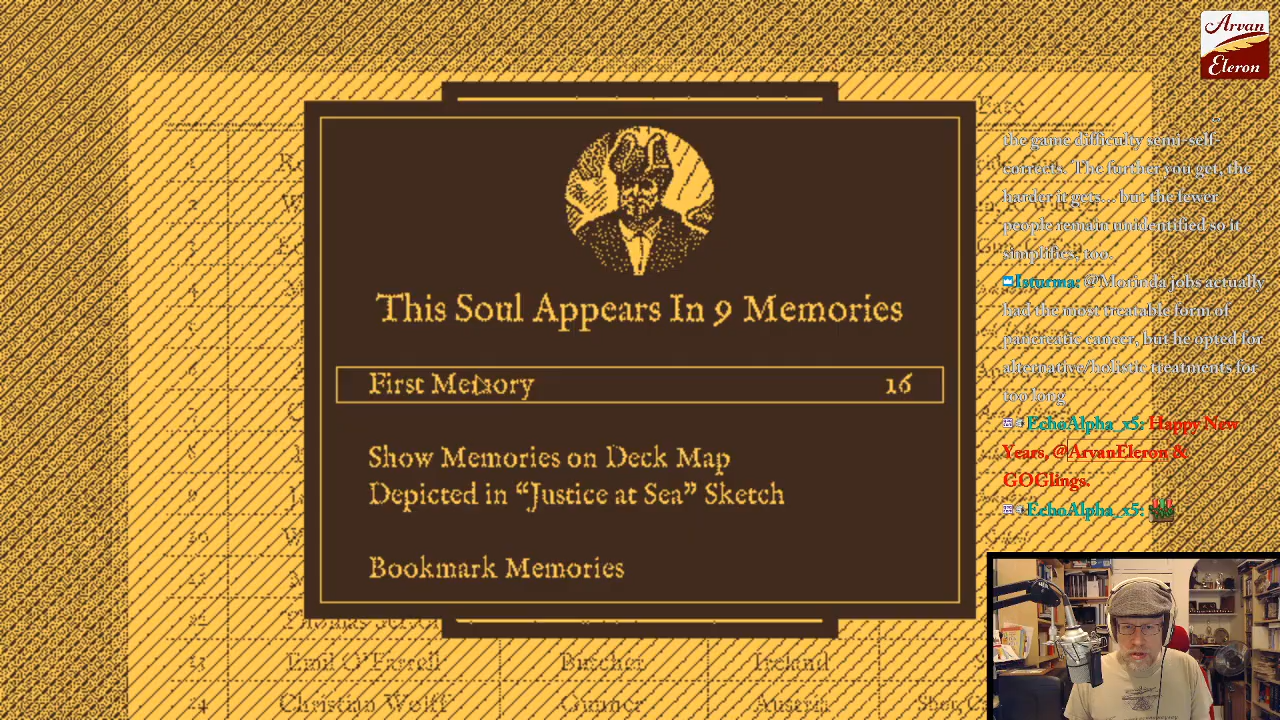 Arvan
Eleron
This Soul Appears In 9 Memories
First Memory 16
Show Memories on Deck Map
Depicted in “Justice at Sea” Sketch
Bookmark Memories
Emil O'Farrell Butcher Ireland
Christian Wolff Gunner Austria
the game difficulty semi-self-
corrects. The further you get, the
harder it gets... but the fewer
people remain unidentified so it
simplifies, too.
Isturma: @Morinda jobs actually
had the most treatable form of
pancreatic cancer, but he opted for
alternative/holistic treatments for
too long
EchoAlpha_x5: Happy New
Years, @ArvanEleron &
GOGlings.
EchoAlpha_x5: